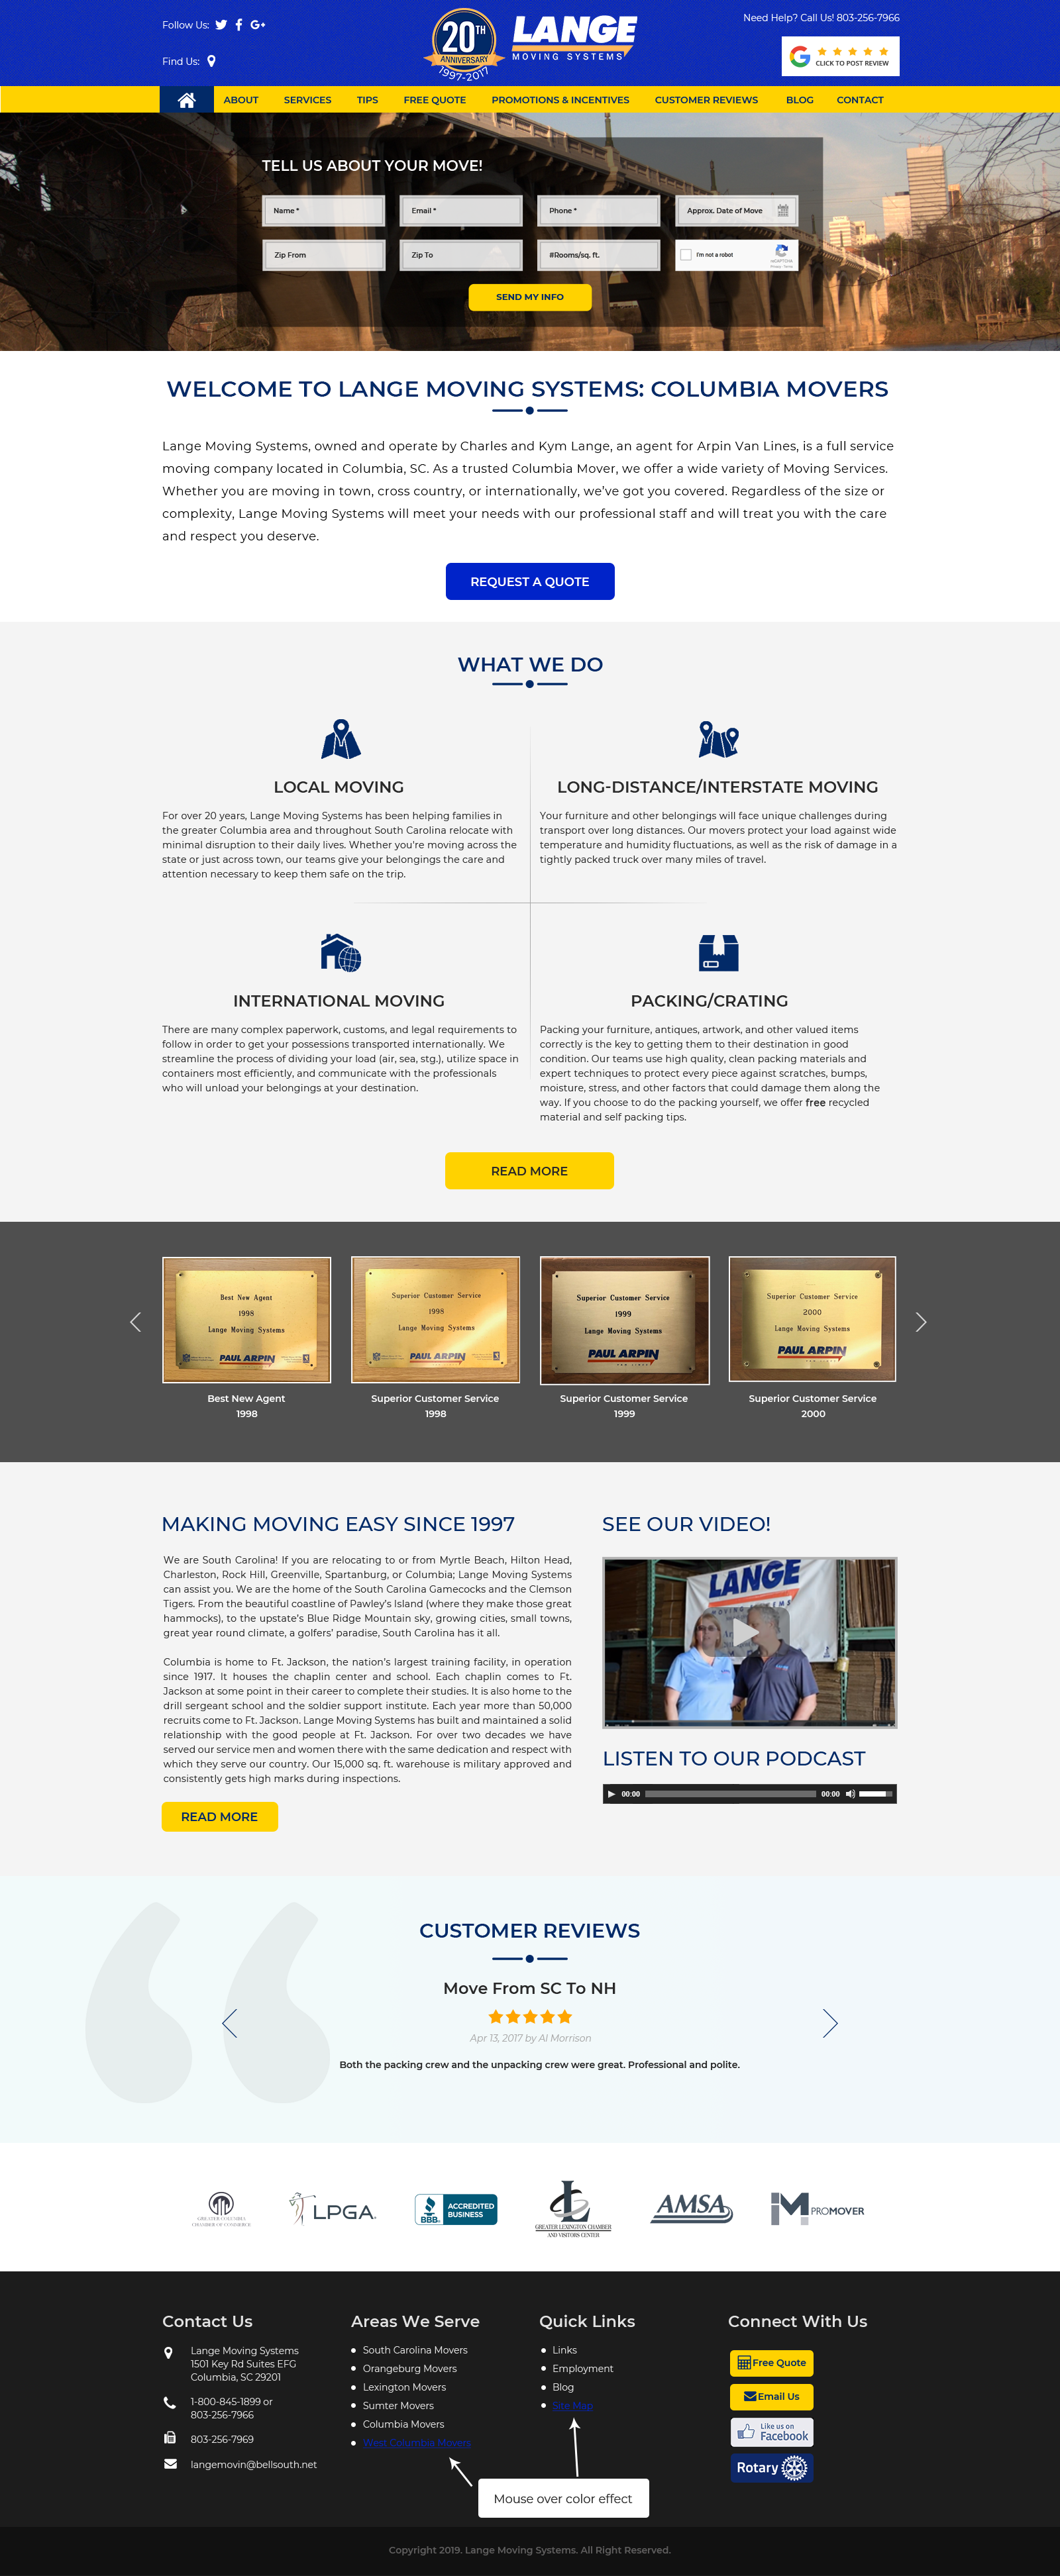 Follow Us:
Find Us:
20TH
ANNIVERSARY
1997-2017
LANGE
MOVING SYSTEMS
Need Help? Call Us! 803-256-7966
CLICK TO POST REVIEW
ABOUT
SERVICES
TIPS
FREE QUOTE
PROMOTIONS & INCENTIVES
CUSTOMER REVIEWS
BLOG
CONTACT
TELL US ABOUT YOUR MOVE!
Name *
Email *
Phone *
Approx. Date of Move
Zip From
Zip To
#Rooms/sq. ft.
I'm not a robot
reCAPTCHA
Privacy - Terms
SEND MY INFO
WELCOME TO LANGE MOVING SYSTEMS: COLUMBIA MOVERS
Lange Moving Systems, owned and operate by Charles and Kym Lange, an agent for Arpin Van Lines, is a full service
moving company located in Columbia, SC. As a trusted Columbia Mover, we offer a wide variety of Moving Services.
Whether you are moving in town, cross country, or internationally, we've got you covered. Regardless of the size or
complexity, Lange Moving Systems will meet your needs with our professional staff and will treat you with the care
and respect you deserve.
REQUEST A QUOTE
WHAT WE DO
LOCAL MOVING
For over 20 years, Lange Moving Systems has been helping families in
the greater Columbia area and throughout South Carolina relocate with
minimal disruption to their daily lives. Whether you're moving across the
state or just across town, our teams give your belongings the care and
attention necessary to keep them safe on the trip.
LONG-DISTANCE/INTERSTATE MOVING
Your furniture and other belongings will face unique challenges during
transport over long distances. Our movers protect your load against wide
temperature and humidity fluctuations, as well as the risk of damage in a
tightly packed truck over many miles of travel.
INTERNATIONAL MOVING
There are many complex paperwork, customs, and legal requirements to
follow in order to get your possessions transported internationally. We
streamline the process of dividing your load (air, sea, stg.), utilize space in
containers most efficiently, and communicate with the professionals
who will unload your belongings at your destination.
PACKING/CRATING
Packing your furniture, antiques, artwork, and other valued items
correctly is the key to getting them to their destination in good
condition. Our teams use high quality, clean packing materials and
expert techniques to protect every piece against scratches, bumps,
moisture, stress, and other factors that could damage them along the
way. If you choose to do the packing yourself, we offer free recycled
material and self packing tips.
READ MORE
Best New Agent
1998
Lange Moving Systems
PAUL ARPIN
Superior Customer Service
1998
Lange Moving Systems
PAUL ARPIN
Superior Customer Service
1999
Lange Moving Systems
PAUL ARPIN
VAN LINES
Superior Customer Service
2000
Lange Moving Systems
PAUL ARPIN
Best New Agent
1998
Superior Customer Service
1998
Superior Customer Service
1999
Superior Customer Service
2000
MAKING MOVING EASY SINCE 1997
We are South Carolina! If you are relocating to or from Myrtle Beach, Hilton Head,
Charleston, Rock Hill, Greenville, Spartanburg, or Columbia; Lange Moving Systems
can assist you. We are the home of the South Carolina Gamecocks and the Clemson
Tigers. From the beautiful coastline of Pawley's Island (where they make those great
hammocks), to the upstate's Blue Ridge Mountain sky, growing cities, small towns,
great year round climate, a golfers' paradise, South Carolina has it all.
Columbia is home to Ft. Jackson, the nation's largest training facility, in operation
since 1917. It houses the chaplin center and school. Each chaplin comes to Ft.
Jackson at some point in their career to complete their studies. It is also home to the
drill sergeant school and the soldier support institute. Each year more than 50,000
recruits come to Ft. Jackson. Lange Moving Systems has built and maintained a solid
relationship with the good people at Ft. Jackson. For over two decades we have
served our service men and women there with the same dedication and respect with
which they serve our country. Our 15,000 sq. ft. warehouse is military approved and
consistently gets high marks during inspections.
READ MORE
SEE OUR VIDEO!
LANGE
MOVING SYSTEMS
LISTEN TO OUR PODCAST
00:00
00:00
CUSTOMER REVIEWS
Move From SC To NH
Apr 13, 2017 by Al Morrison
Both the packing crew and the unpacking crew were great. Professional and polite.
GREATER COLUMBIA
CHAMBER OF COMMERCE
LPGA
BBB
ACCREDITED
BUSINESS
GREATER LEXINGTON CHAMBER
AND VISITORS CENTER
AMSA
PROMOVER
Contact Us
Lange Moving Systems
1501 Key Rd Suites EFG
Columbia, SC 29201
1-800-845-1899 or
803-256-7966
803-256-7969
langemovin@bellsouth.net
Areas We Serve
South Carolina Movers
Orangeburg Movers
Lexington Movers
Sumter Movers
Columbia Movers
West Columbia Movers
Quick Links
Links
Employment
Blog
Site Map
Mouse over color effect
Connect With Us
Free Quote
Email Us
Like us on
Facebook
Rotary
Copyright 2019. Lange Moving Systems. All Right Reserved.